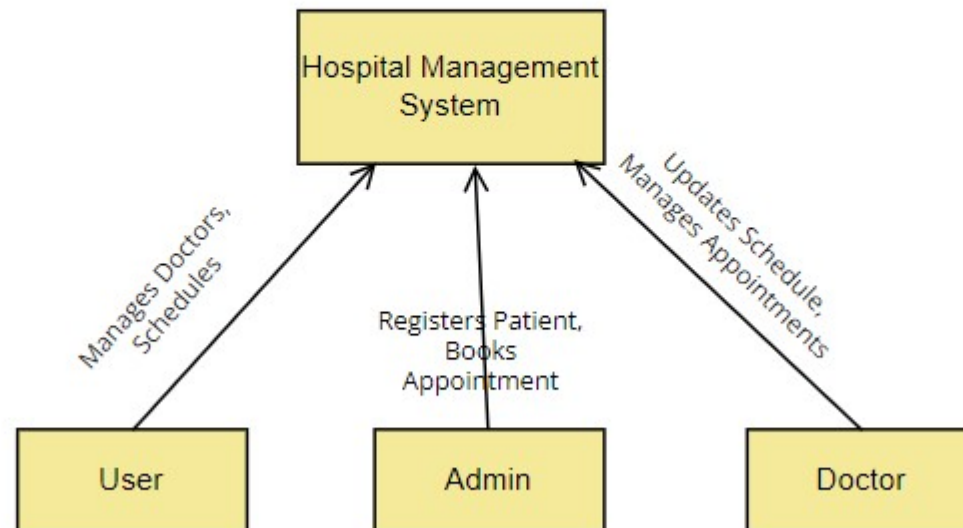 Hospital Management
System
Manages Doctors,
Schedules
Registers Patient,
Books
Appointment
Updates Schedule,
Manages Appointments
User
Admin
Doctor